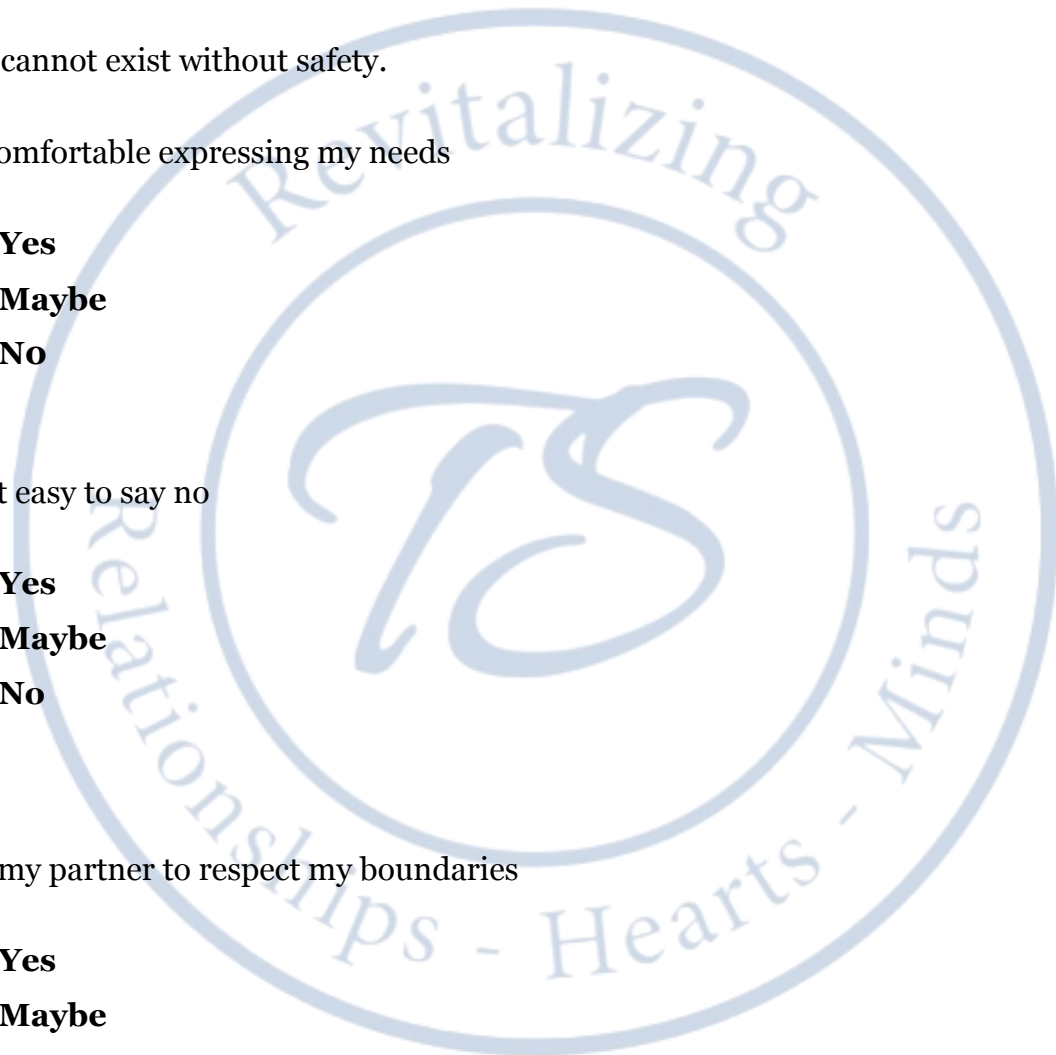 cannot exist without safety.
omfortable expressing my needs
Yes
Maybe
No
t easy to say no
Yes
Maybe
No
my partner to respect my boundaries
Yes
Maybe
Revitalizing
TS
Relationships - Hearts - Minds